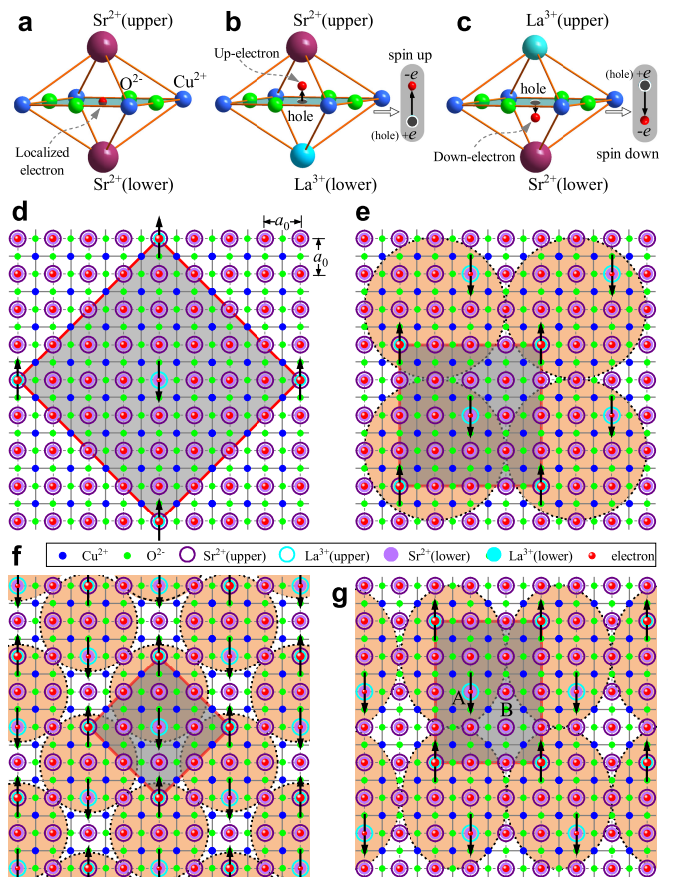 a
Sr²⁺(upper)
O²⁻
Cu²⁺
Localized
electron
Sr²⁺(lower)
b
Sr²⁺(upper)
Up-electron
hole
La³⁺(lower)
spin up
-e
(hole) +e
c
La³⁺(upper)
hole
Down-electron
Sr²⁺(lower)
(hole) +e
-e
spin down
d
a₀
a₀
e
Cu²⁺ O²⁻ Sr²⁺(upper) La³⁺(upper) Sr²⁺(lower) La³⁺(lower) electron
f
g
A
B